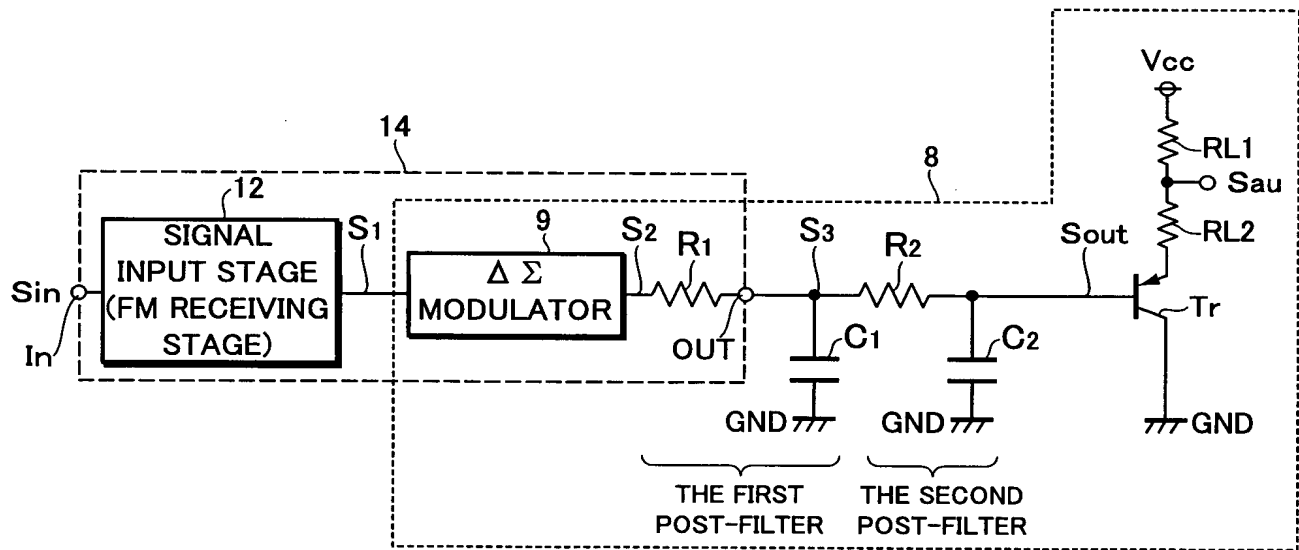 Vcc
14
RL1
8
12
Sau
9
SIGNAL
INPUT STAGE
(FM RECEIVING
STAGE)
S1
S2
R1
S3
R2
Sout
RL2
ΔΣ
MODULATOR
Sin
In
OUT
Tr
C1
C2
GND
GND
GND
THE FIRST
POST-FILTER
THE SECOND
POST-FILTER